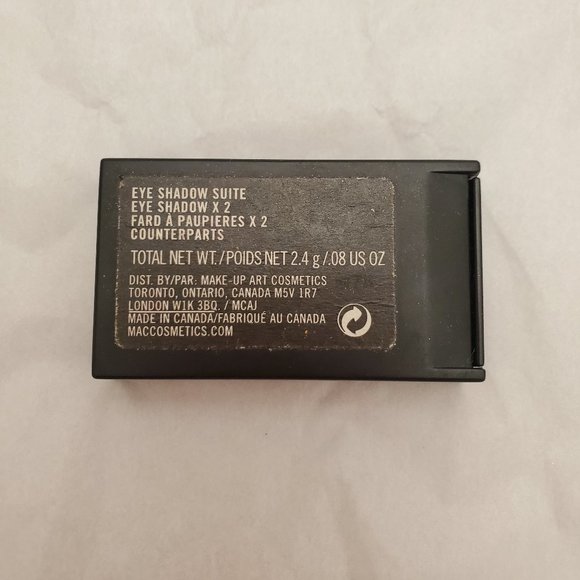 EYE SHADOW SUITE
EYE SHADOW X 2
FARD À PAUPIERES X 2
COUNTERPARTS
TOTAL NET WT./POIDS NET 2.4 g/.08 US OZ
DIST. BY/PAR: MAKE-UP ART COSMETICS
TORONTO, ONTARIO, CANADA M5V 1R7
LONDON W1K 3BQ. / MCAJ
MADE IN CANADA/FABRIQUÉ AU CANADA
MACCOSMETICS.COM